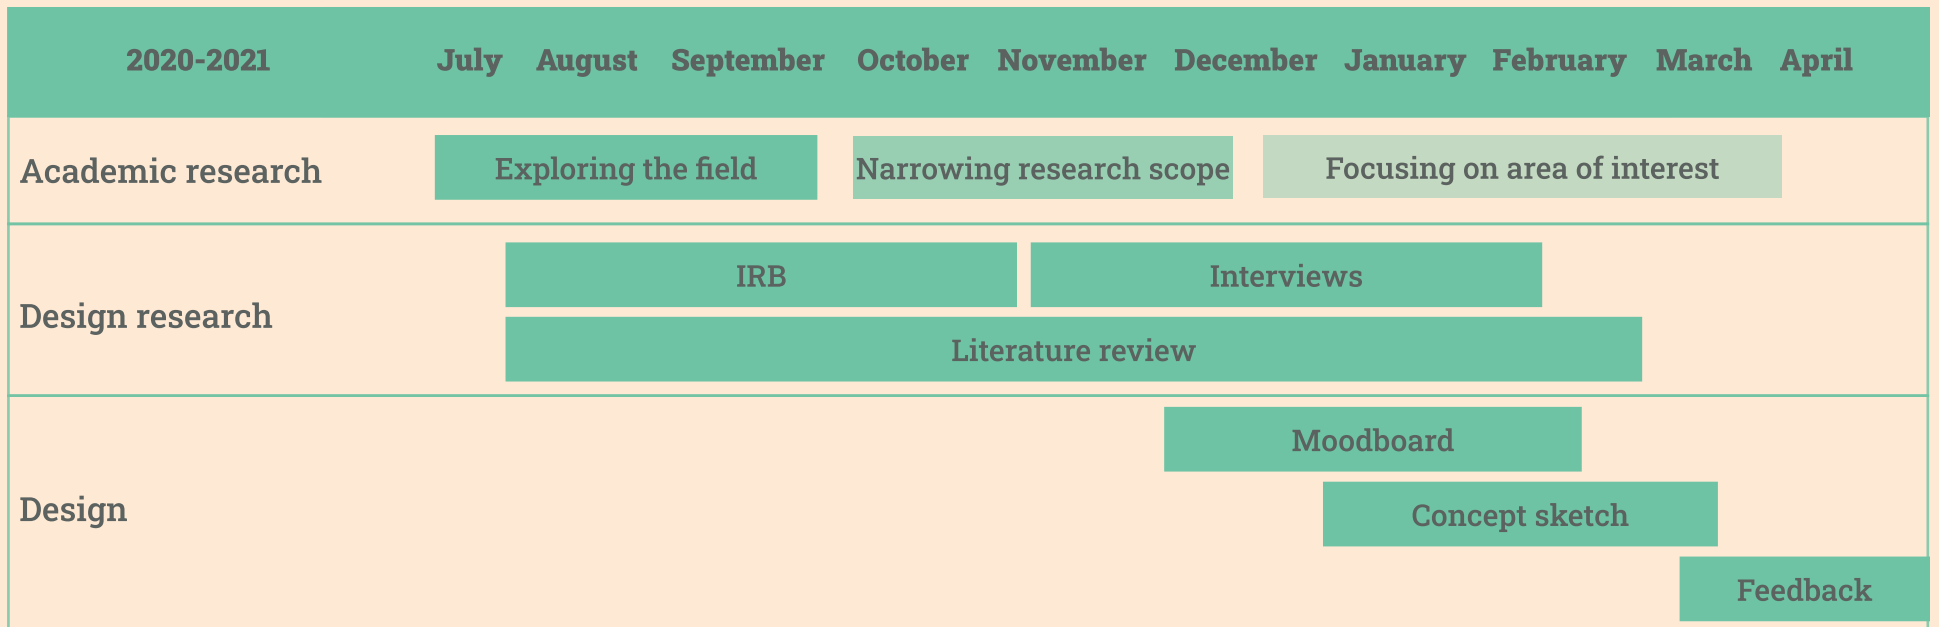 2020-2021 July August September October November December January February March April
Academic research Exploring the field Narrowing research scope Focusing on area of interest
IRB Interviews
Design research
Literature review
Moodboard
Design Concept sketch
Feedback